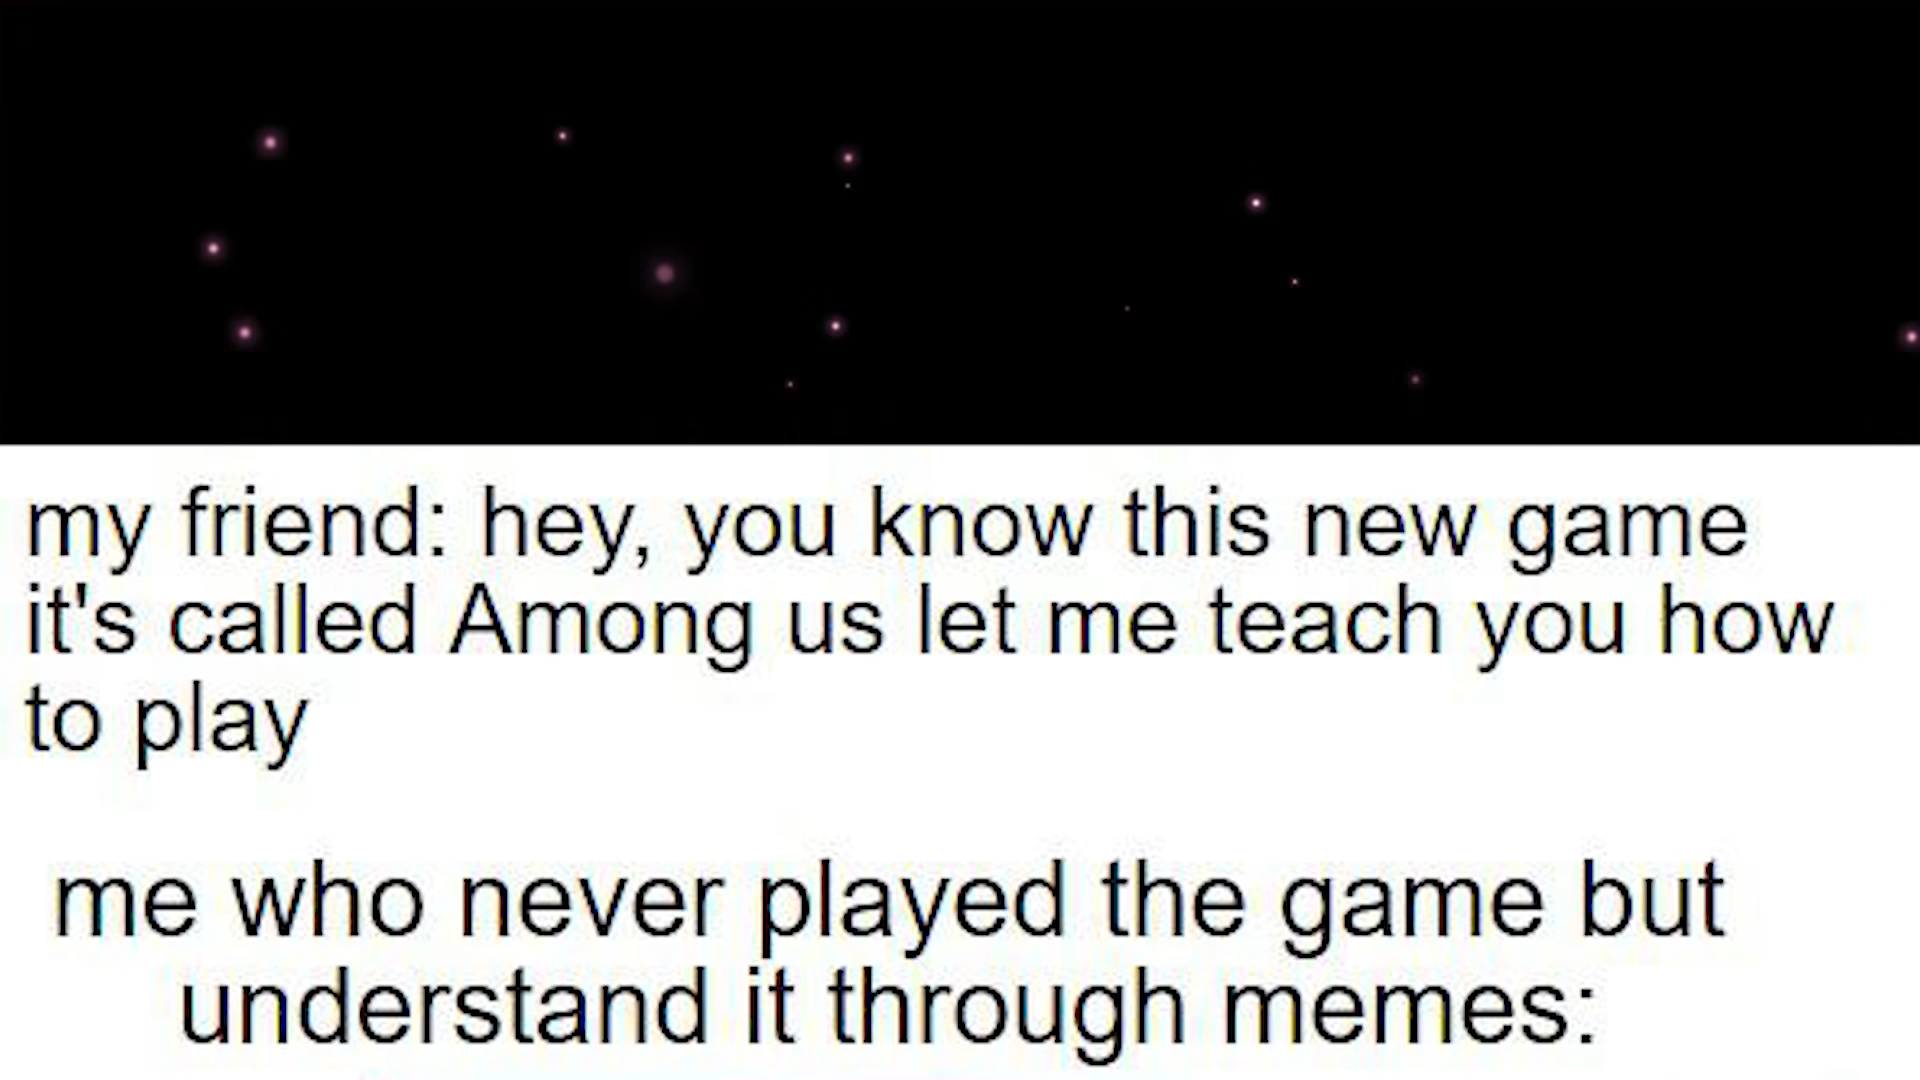 my friend: hey, you know this new game
it's called Among us let me teach you how
to play
me who never played the game but
understand it through memes: